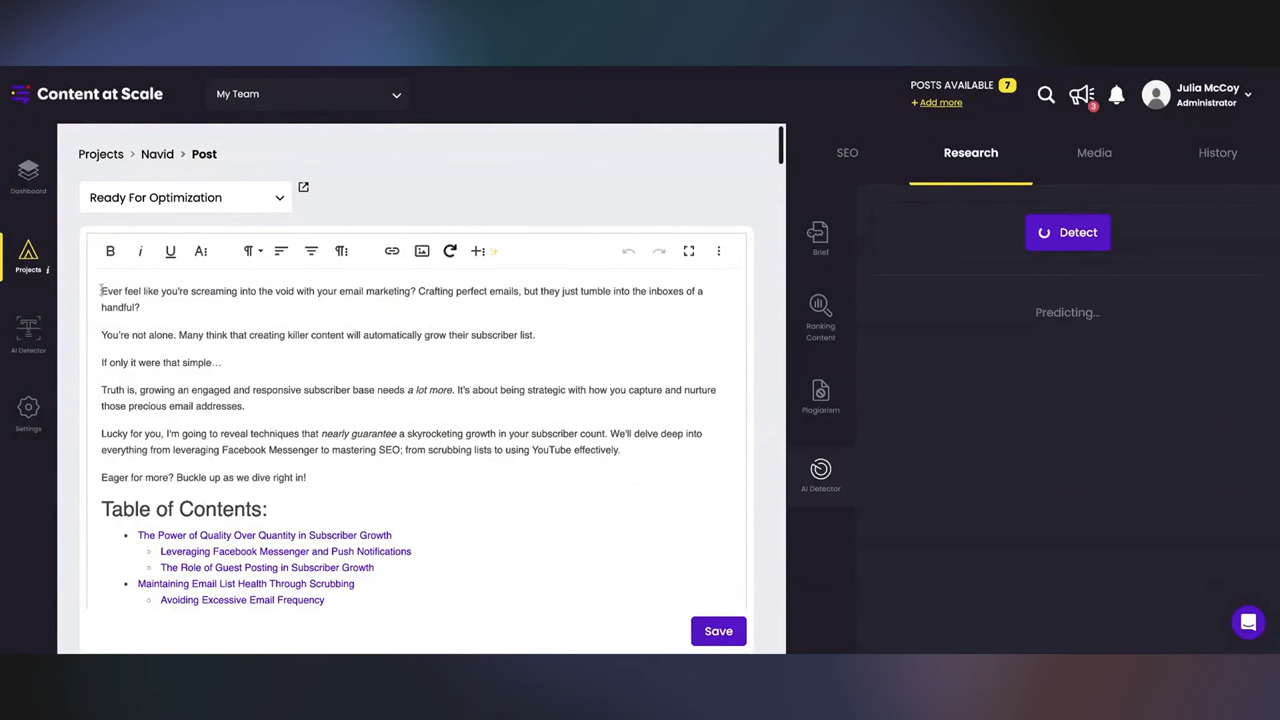 Content at Scale
My Team
POSTS AVAILABLE 7
+ Add more
3
Julia McCoy
Administrator
Dashboard
Projects
AI Detector
Settings
Projects > Navid > Post
Ready For Optimization
Ever feel like you're screaming into the void with your email marketing? Crafting perfect emails, but they just tumble into the inboxes of a
handful?
You're not alone. Many think that creating killer content will automatically grow their subscriber list.
If only it were that simple…
Truth is, growing an engaged and responsive subscriber base needs a lot more. It's about being strategic with how you capture and nurture
those precious email addresses.
Lucky for you, I'm going to reveal techniques that nearly guarantee a skyrocketing growth in your subscriber count. We'll delve deep into
everything from leveraging Facebook Messenger to mastering SEO; from scrubbing lists to using YouTube effectively.
Eager for more? Buckle up as we dive right in!
Table of Contents:
The Power of Quality Over Quantity in Subscriber Growth
Leveraging Facebook Messenger and Push Notifications
The Role of Guest Posting in Subscriber Growth
Maintaining Email List Health Through Scrubbing
Avoiding Excessive Email Frequency
Save
SEO
Research
Media
History
Brief
Ranking
Content
Plagiarism
AI Detector
Detect
Predicting...